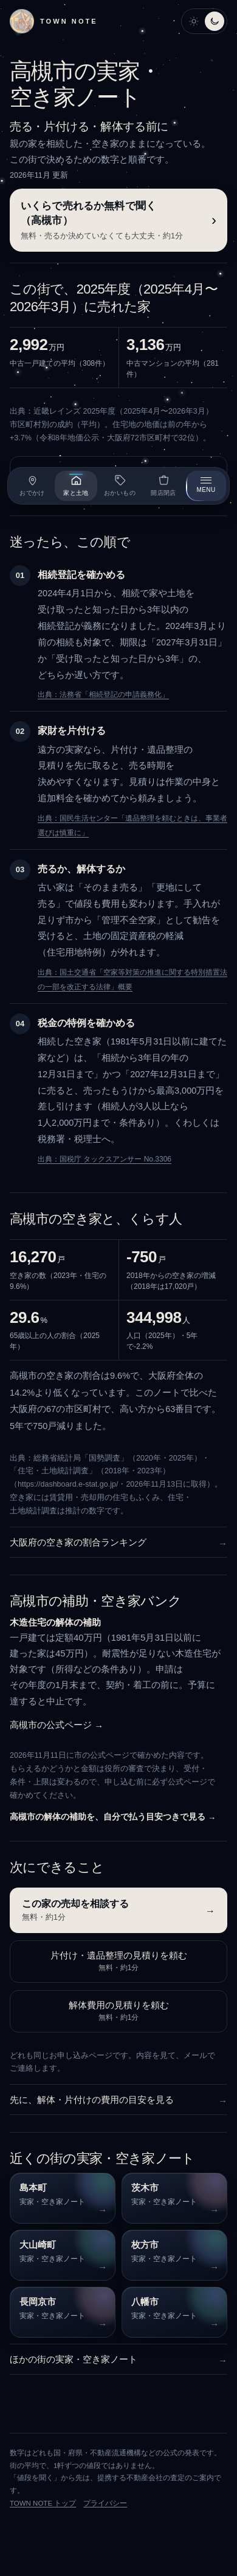 TOWN NOTE
高槻市の実家・
空き家ノート
売る・片付ける・解体する前に
親の家を相続した・空き家のままになっている。
この街で決めるための数字と順番です。
2026年11月 更新
いくらで売れるか無料で聞く
（高槻市）
無料・売るか決めていなくても大丈夫・約1分
この街で、2025年度（2025年4月〜
2026年3月）に売れた家
2,992万円
中古一戸建ての平均（308件）
3,136万円
中古マンションの平均（281
件）
出典：近畿レインズ 2025年度（2025年4月〜2026年3月）
市区町村別の成約（平均）。住宅地の地価は前の年から
+3.7%（令和8年地価公示・大阪府72市区町村で32位）。
おでかけ
家と土地
おかいもの
開店閉店
MENU
迷ったら、この順で
01
相続登記を確かめる
2024年4月1日から、相続で家や土地を
受け取ったと知った日から3年以内の
相続登記が義務になりました。2024年3月より
前の相続も対象で、期限は「2027年3月31日」
か「受け取ったと知った日から3年」の、
どちらか遅い方です。
出典：法務省「相続登記の申請義務化」
02
家財を片付ける
遠方の実家なら、片付け・遺品整理の
見積りを先に取ると、売る時期を
決めやすくなります。見積りは作業の中身と
追加料金を確かめてから頼みましょう。
出典：国民生活センター「遺品整理を頼むときは、事業者
選びは慎重に」
03
売るか、解体するか
古い家は「そのまま売る」「更地にして
売る」で値段も費用も変わります。手入れが
足りず市から「管理不全空家」として勧告を
受けると、土地の固定資産税の軽減
（住宅用地特例）が外れます。
出典：国土交通省「空家等対策の推進に関する特別措置法
の一部を改正する法律」概要
04
税金の特例を確かめる
相続した空き家（1981年5月31日以前に建てた
家など）は、「相続から3年目の年の
12月31日まで」かつ「2027年12月31日まで」
に売ると、売ったもうけから最高3,000万円を
差し引けます（相続人が3人以上なら
1人2,000万円まで・条件あり）。くわしくは
税務署・税理士へ。
出典：国税庁 タックスアンサー No.3306
高槻市の空き家と、くらす人
16,270戸
空き家の数（2023年・住宅の
9.6%）
-750戸
2018年からの空き家の増減
（2018年は17,020戸）
29.6%
65歳以上の人の割合（2025
年）
344,998人
人口（2025年）・5年
で-2.2%
高槻市の空き家の割合は9.6%で、大阪府全体の
14.2%より低くなっています。このノートで比べた
大阪府の67の市区町村で、高い方から63番目です。
5年で750戸減りました。
出典：総務省統計局「国勢調査」（2020年・2025年）・
「住宅・土地統計調査」（2018年・2023年）
（https://dashboard.e-stat.go.jp/・2026年11月13日に取得）。
空き家には賃貸用・売却用の住宅もふくみ、住宅・
土地統計調査は推計の数字です。
大阪府の空き家の割合ランキング →
高槻市の補助・空き家バンク
木造住宅の解体の補助
一戸建ては定額40万円（1981年5月31日以前に
建った家は45万円）。耐震性が足りない木造住宅が
対象です（所得などの条件あり）。申請は
その年度の1月末まで、契約・着工の前に。予算に
達すると中止です。
高槻市の公式ページ →
2026年11月11日に市の公式ページで確かめた内容です。
もらえるかどうかと金額は役所の審査で決まり、受付・
条件・上限は変わるので、申し込む前に必ず公式ページで
確かめてください。
高槻市の解体の補助を、自分で払う目安つきで見る →
次にできること
この家の売却を相談する
無料・約1分
→
片付け・遺品整理の見積りを頼む
無料・約1分
解体費用の見積りを頼む
無料・約1分
どれも同じお申し込みページです。内容を見て、メールで
ご連絡します。
先に、解体・片付けの費用の目安を見る →
近くの街の実家・空き家ノート
島本町
実家・空き家ノート
→
茨木市
実家・空き家ノート
→
大山崎町
実家・空き家ノート
→
枚方市
実家・空き家ノート
→
長岡京市
実家・空き家ノート
→
八幡市
実家・空き家ノート
→
ほかの街の実家・空き家ノート →
数字はどれも国・府県・不動産流通機構などの公式の発表です。
街の平均で、1軒ずつの値段ではありません。
「値段を聞く」から先は、提携する不動産会社の査定のご案内で
す。
TOWN NOTE トップ プライバシー